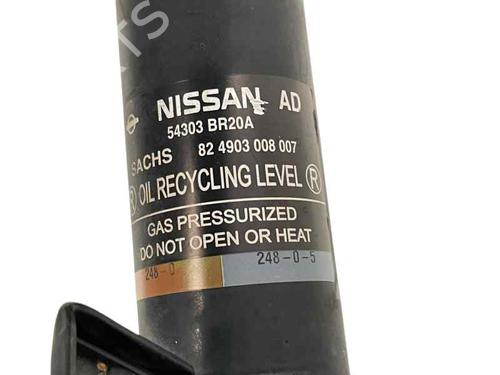 NISSAN AD
54303 BR20A
SACHS 82 4903 008 007
R OIL RECYCLING LEVEL R
GAS PRESSURIZED
DO NOT OPEN OR HEAT
248-0 248-0-5